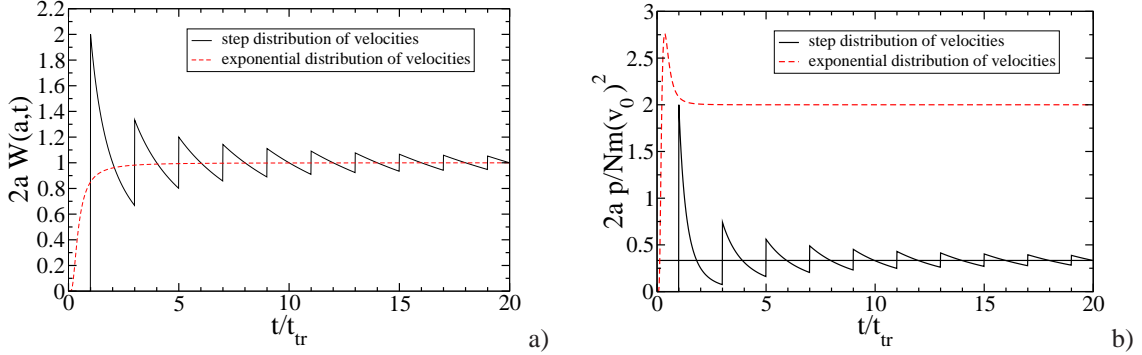 2a W(a,t)
2.2
2
1.8
1.6
1.4
1.2
1
0.8
0.6
0.4
0.2
0
0 5 10 15 20
t/t_tr
step distribution of velocities
exponential distribution of velocities
a)
2a p/Nm(v_0)^2
3
2.5
2
1.5
1
0.5
0
0 5 10 15 20
t/t_tr
step distribution of velocities
exponential distribution of velocities
b)